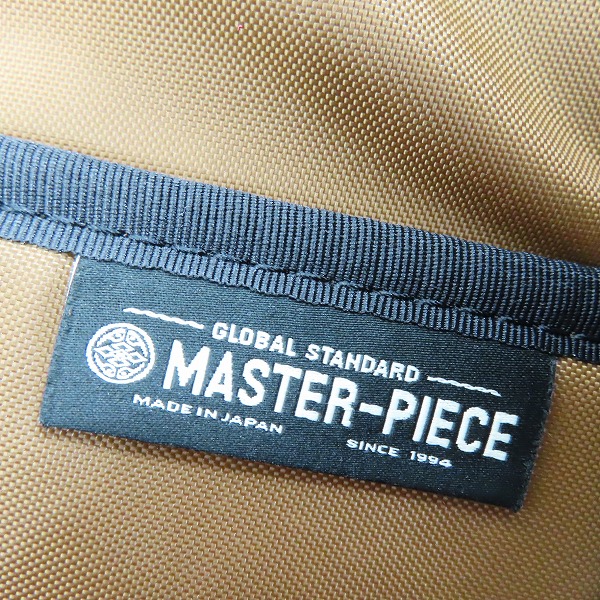 GLOBAL STANDARD
MASTER-PIECE
MADE IN JAPAN
SINCE 1994